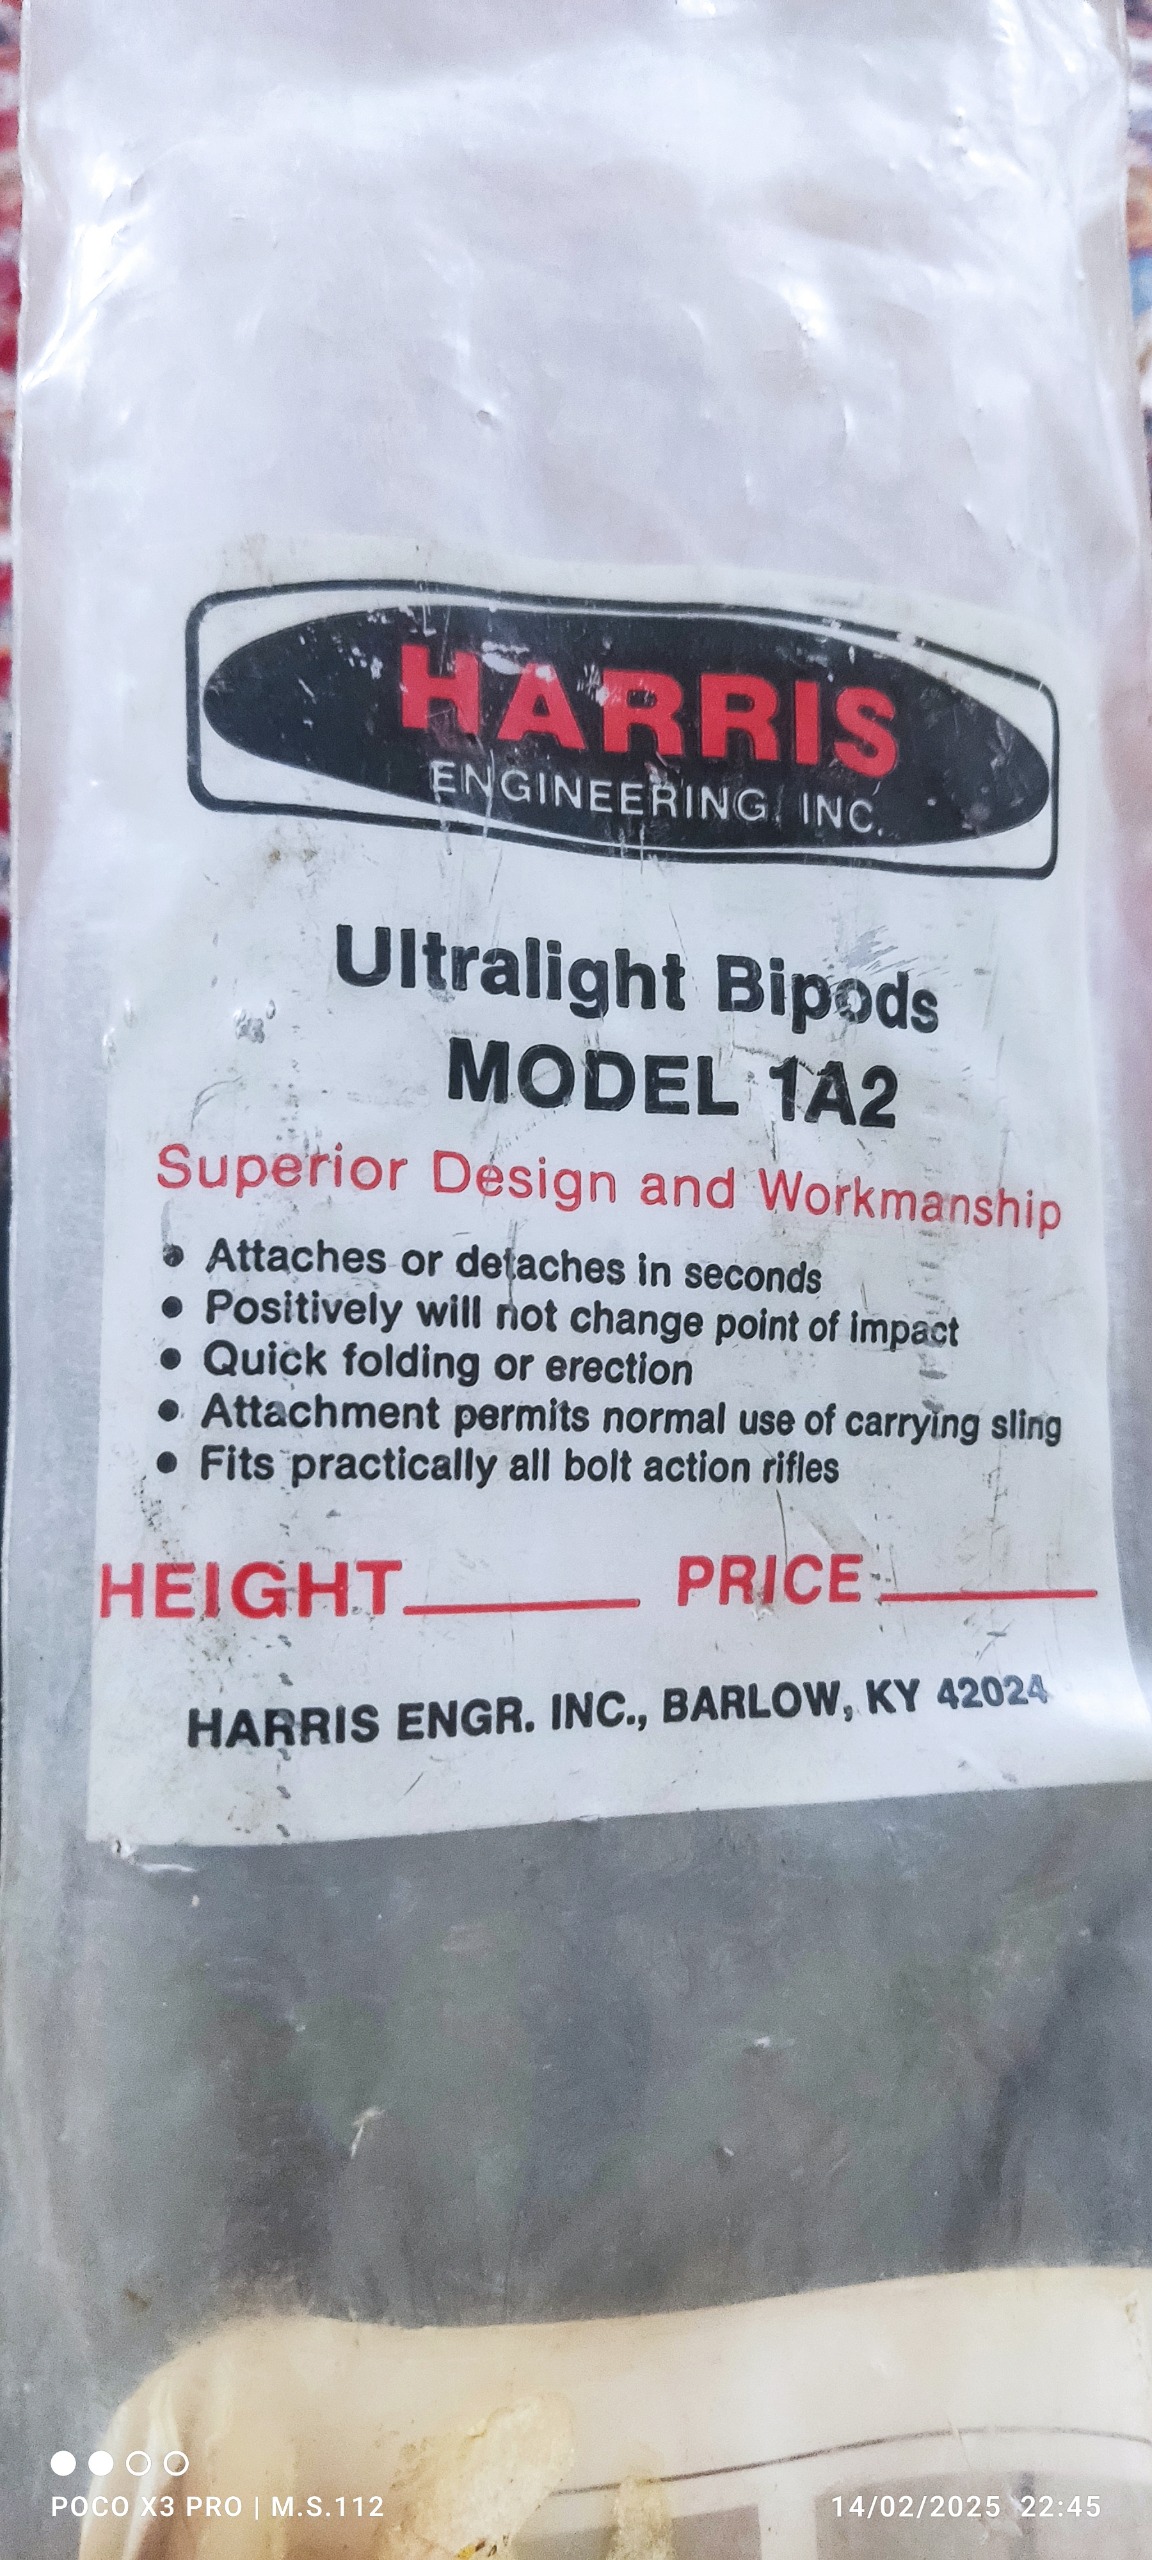 HARRIS
ENGINEERING, INC.
Ultralight Bipods
MODEL 1A2
Superior Design and Workmanship
• Attaches or detaches in seconds
• Positively will not change point of impact
• Quick folding or erection
• Attachment permits normal use of carrying sling
• Fits practically all bolt action rifles
HEIGHT______ PRICE______
HARRIS ENGR. INC., BARLOW, KY 42024
POCO X3 PRO | M.S.112 14/02/2025 22:45